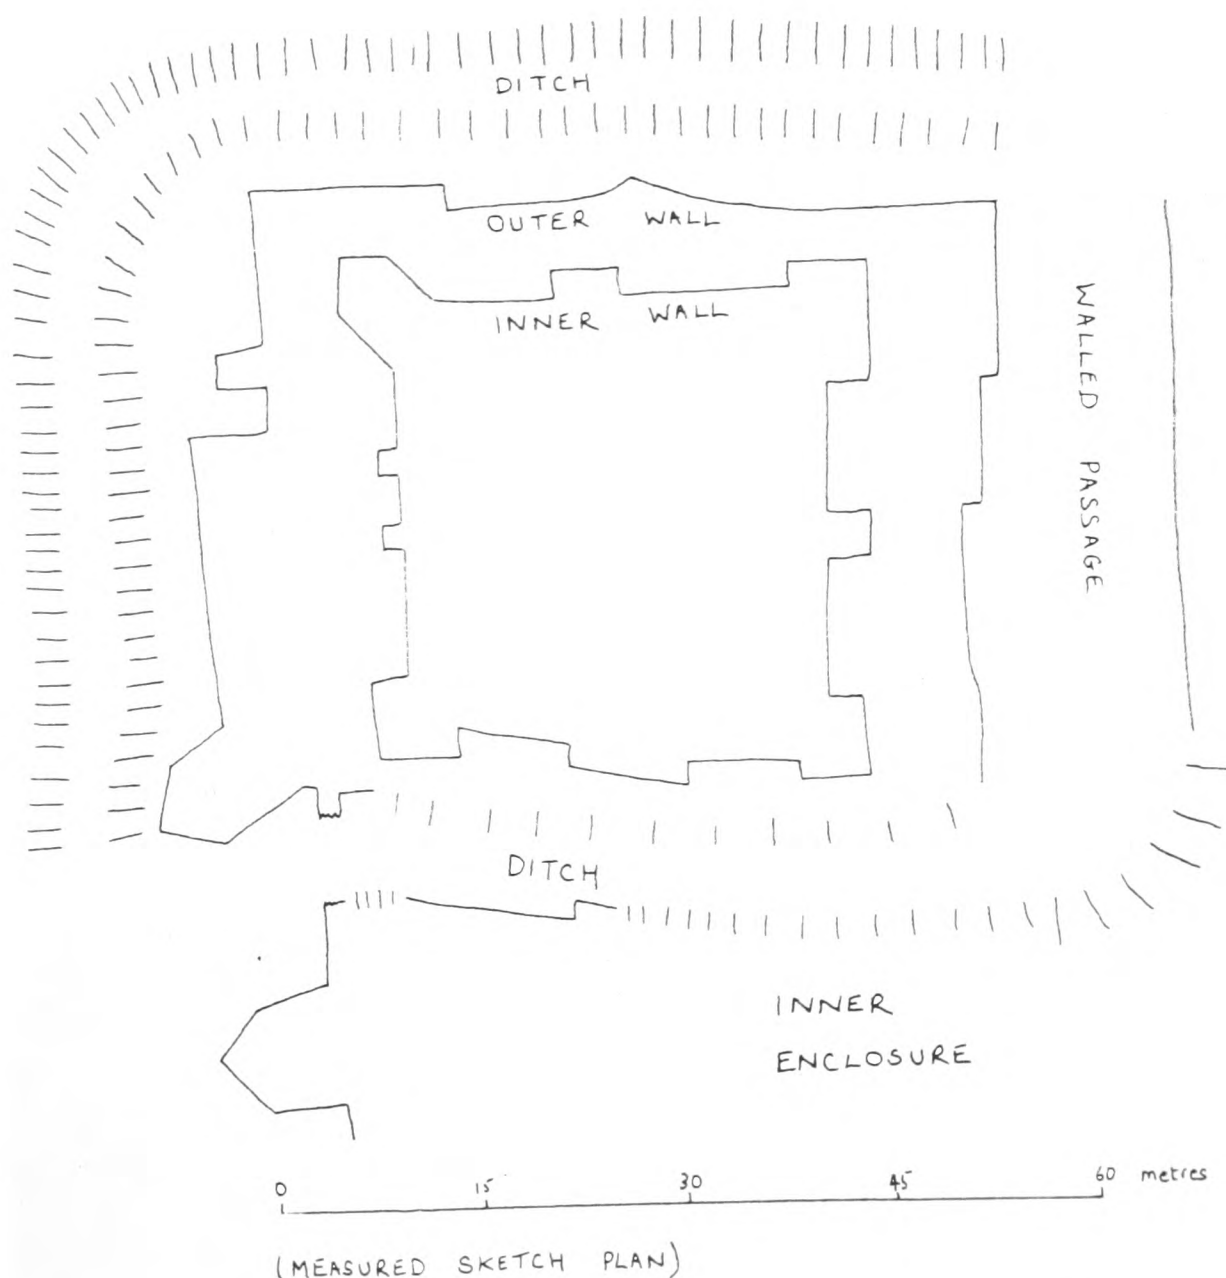 DITCH
OUTER WALL
INNER WALL
WALLED PASSAGE
DITCH
INNER
ENCLOSURE
0 15 30 45 60 metres
(MEASURED SKETCH PLAN)